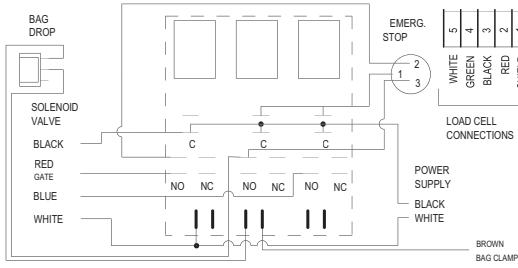 BAG
DROP
EMERG.
STOP
2
1
3
5
4
3
2
WHITE
GREEN
BLACK
RED
LOAD CELL
CONNECTIONS
SOLENOID
VALVE
BLACK
RED
GATE
BLUE
WHITE
C
C
C
NO
NC
NO
NC
NO
NC
POWER
SUPPLY
BLACK
WHITE
BROWN
BAG CLAMP